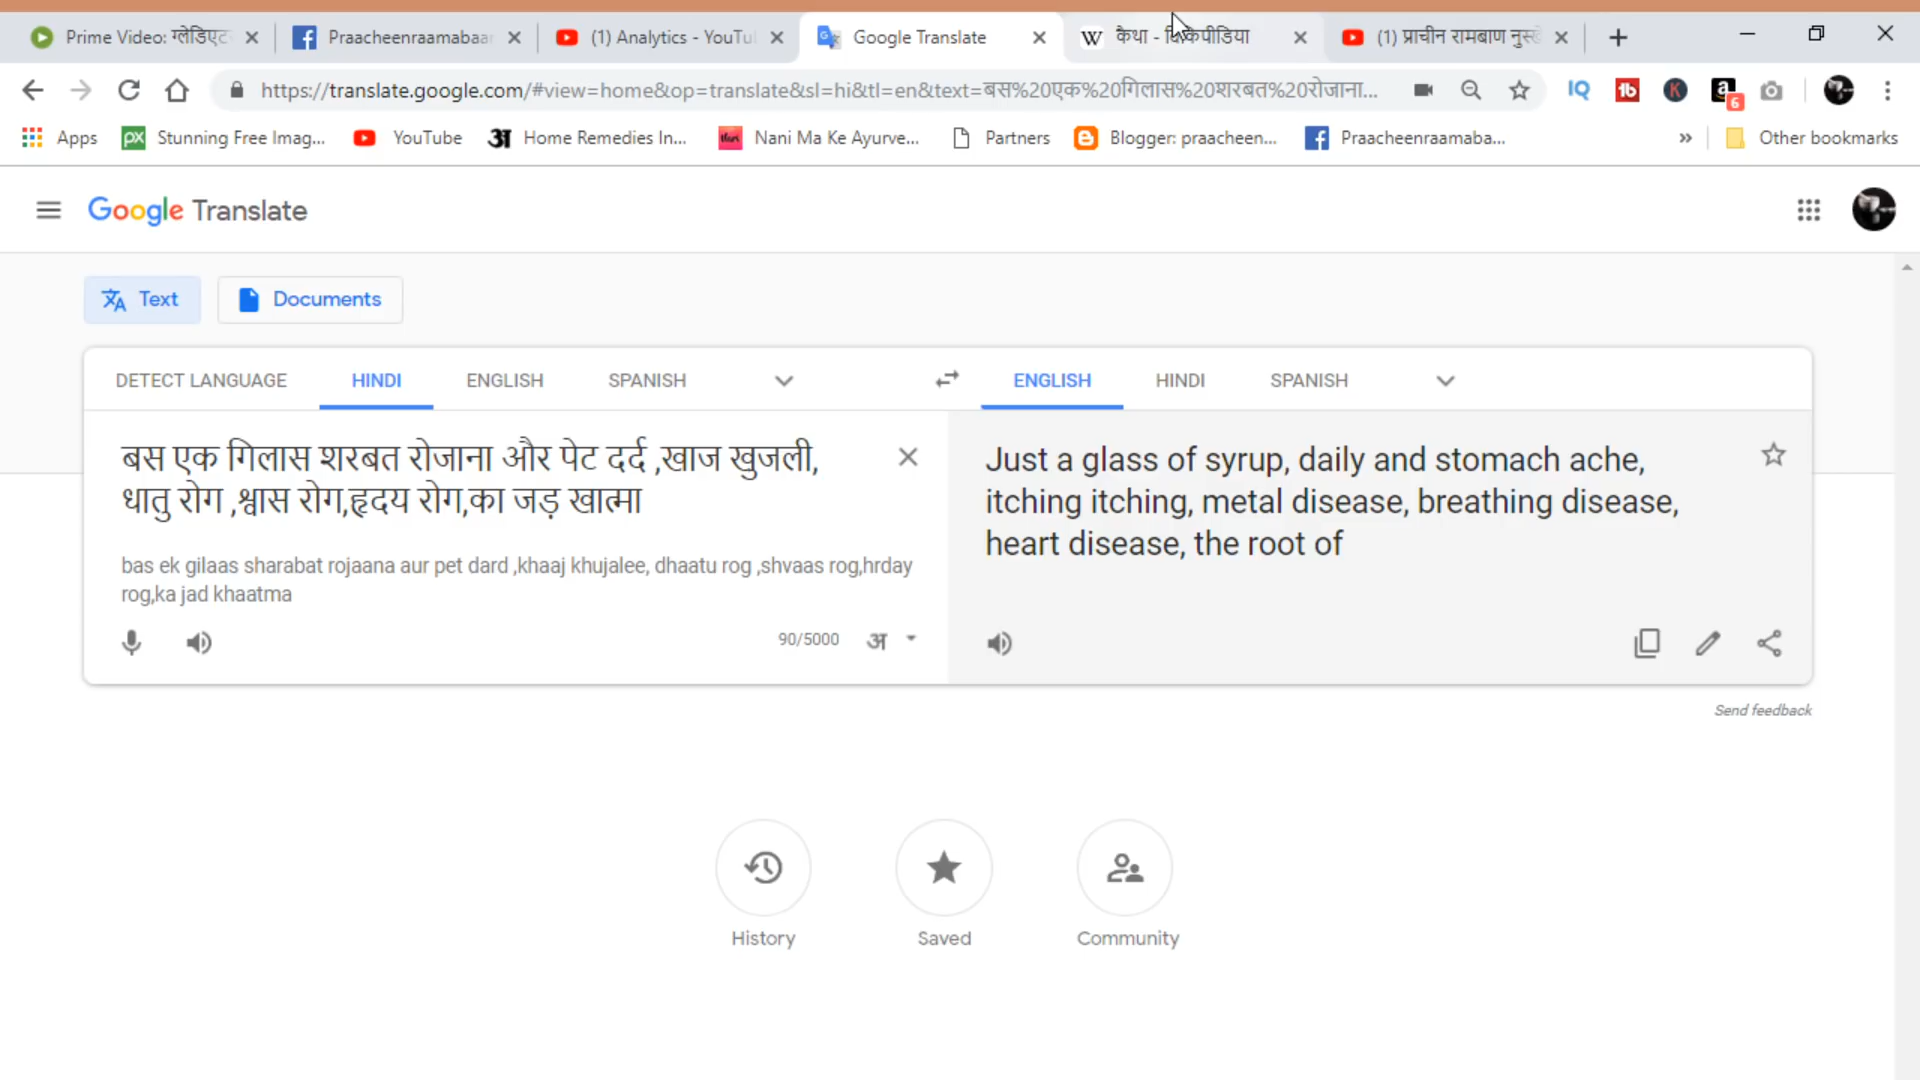 Prime Video: ग्लेडिएट
Praacheenraamabaar
(1) Analytics - YouTu
Google Translate
W कैथा -
(1) प्राचीन रामबाण नुस्खे
https://translate.google.com/#view=home&op=translate&sl=hi&tl=en&text=बस%20एक%20गिलास%20शरबत%20रोजाना...
IQ
tb
K
a
6
Apps
px Stunning Free Imag...
YouTube
अ Home Remedies In...
Nani Ma Ke Ayurve...
Partners
Blogger: praacheen...
Praacheenraamaba...
»
Other bookmarks
Google Translate
Text
Documents
DETECT LANGUAGE
HINDI
ENGLISH
SPANISH
ENGLISH
HINDI
SPANISH
बस एक गिलास शरबत रोजाना और पेट दर्द ,खाज खुजली,
धातु रोग ,श्वास रोग,हृदय रोग,का जड़ खात्मा
bas ek gilaas sharabat rojaana aur pet dard ,khaaj khujalee, dhaatu rog ,shvaas rog,hrday
rog,ka jad khaatma
90/5000
अ
Just a glass of syrup, daily and stomach ache,
itching itching, metal disease, breathing disease,
heart disease, the root of
Send feedback
History
Saved
Community